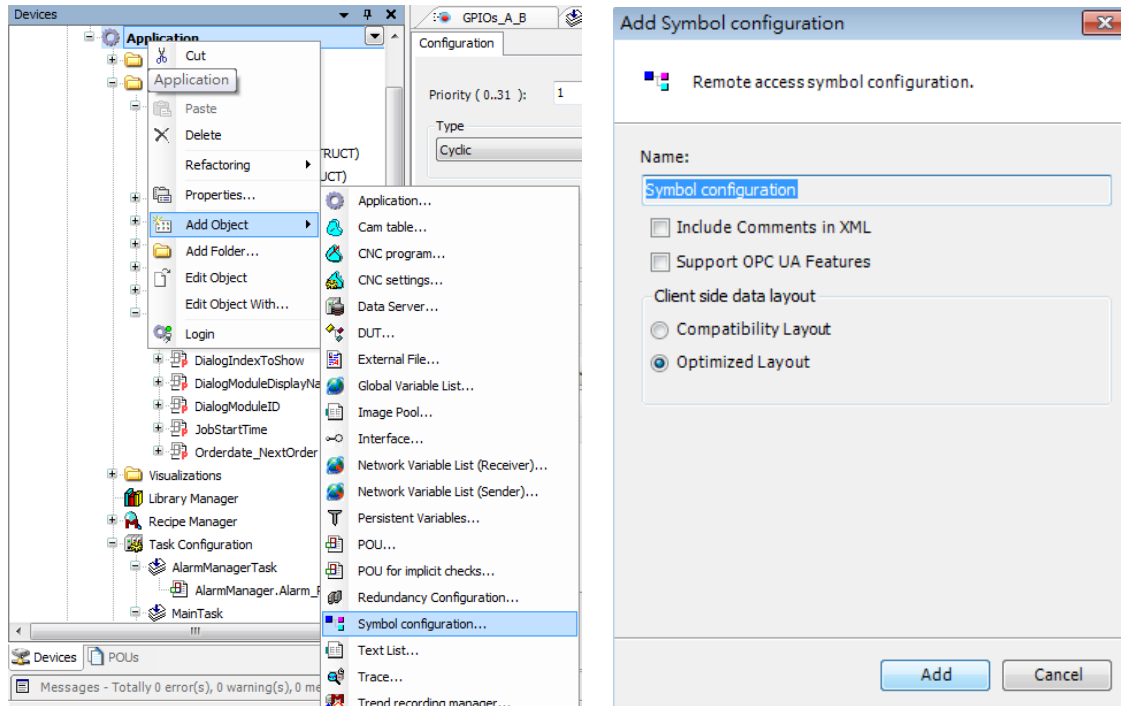 Devices
Application
Cut
Application
Paste
Delete
Refactoring
Properties...
Add Object
Add Folder...
Edit Object
Edit Object With...
Login
RUCT)
UCT)
DialogIndexToShow
DialogModuleDisplayNa
DialogModuleID
JobStartTime
Orderdate_NextOrder
Visualizations
Library Manager
Recipe Manager
Task Configuration
AlarmManagerTask
AlarmManager.Alarm_P
MainTask
Devices
POUs
Messages - Totally 0 error(s), 0 warning(s), 0 me
Application...
Cam table...
CNC program...
CNC settings...
Data Server...
DUT...
External File...
Global Variable List...
Image Pool...
Interface...
Network Variable List (Receiver)...
Network Variable List (Sender)...
Persistent Variables...
POU...
POU for implicit checks...
Redundancy Configuration...
Symbol configuration...
Text List...
Trace...
Trend recording manager...
GPIOs_A_B
Configuration
Priority ( 0..31 ): 1
Type
Cyclic
Add Symbol configuration
Remote access symbol configuration.
Name:
Symbol configuration
Include Comments in XML
Support OPC UA Features
Client side data layout
Compatibility Layout
Optimized Layout
Add
Cancel